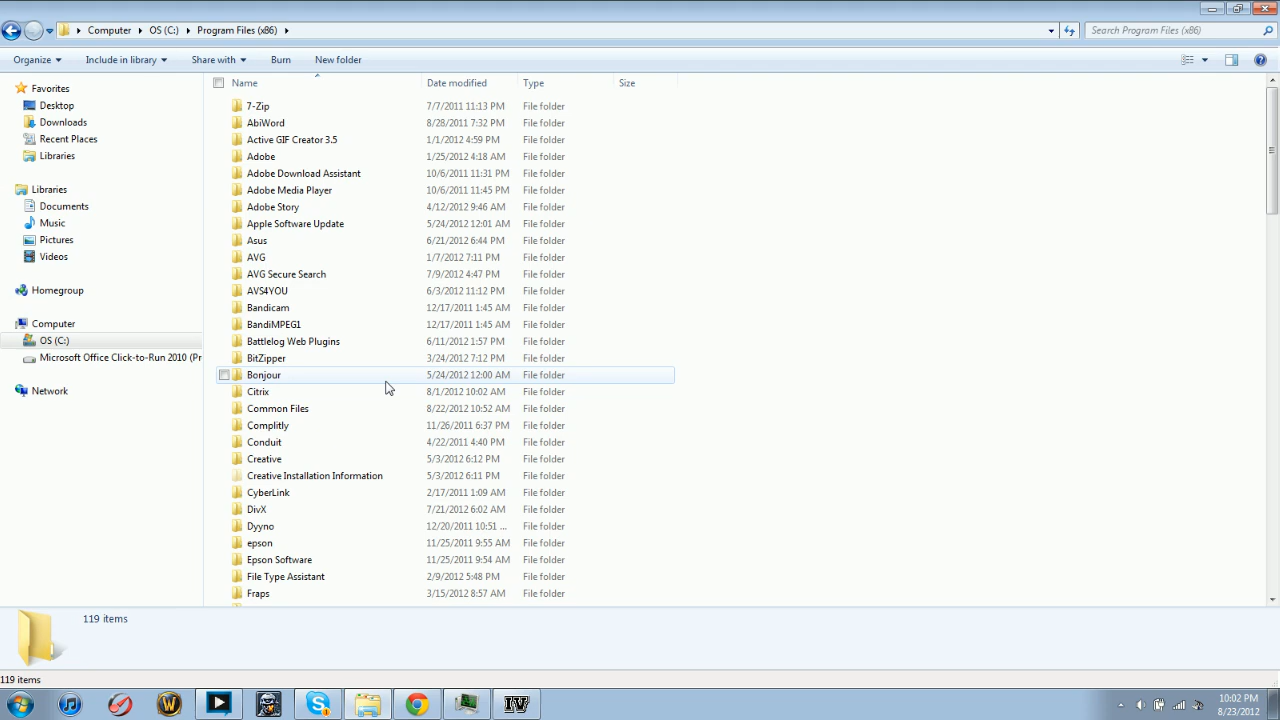 Computer OS (C:) Program Files (x86) Search Program Files (x86)
Organize Include in library Share with Burn New folder
Name Date modified Type Size
Favorites
Desktop
Downloads
Recent Places
Libraries
Libraries
Documents
Music
Pictures
Videos
Homegroup
Computer
OS (C:)
Microsoft Office Click-to-Run 2010 (Pr
Network
7-Zip 7/7/2011 11:13 PM File folder
AbiWord 8/28/2011 7:32 PM File folder
Active GIF Creator 3.5 1/1/2012 4:59 PM File folder
Adobe 1/25/2012 4:18 AM File folder
Adobe Download Assistant 10/6/2011 11:31 PM File folder
Adobe Media Player 10/6/2011 11:45 PM File folder
Adobe Story 4/12/2012 9:46 AM File folder
Apple Software Update 5/24/2012 12:01 AM File folder
Asus 6/21/2012 6:44 PM File folder
AVG 1/7/2012 7:11 PM File folder
AVG Secure Search 7/9/2012 4:47 PM File folder
AVS4YOU 6/3/2012 11:12 PM File folder
Bandicam 12/17/2011 1:45 AM File folder
BandiMPEG1 12/17/2011 1:45 AM File folder
Battlelog Web Plugins 6/11/2012 1:57 PM File folder
BitZipper 3/24/2012 7:12 PM File folder
Bonjour 5/24/2012 12:00 AM File folder
Citrix 8/1/2012 10:02 AM File folder
Common Files 8/22/2012 10:52 AM File folder
Complitly 11/26/2011 6:37 PM File folder
Conduit 4/22/2011 4:40 PM File folder
Creative 5/3/2012 6:12 PM File folder
Creative Installation Information 5/3/2012 6:11 PM File folder
CyberLink 2/17/2011 1:09 AM File folder
DivX 7/21/2012 6:02 AM File folder
Dyyno 12/20/2011 10:51 ... File folder
epson 11/25/2011 9:55 AM File folder
Epson Software 11/25/2011 9:54 AM File folder
File Type Assistant 2/9/2012 5:48 PM File folder
Fraps 3/15/2012 8:57 AM File folder
119 items
119 items
IV
10:02 PM
8/23/2012